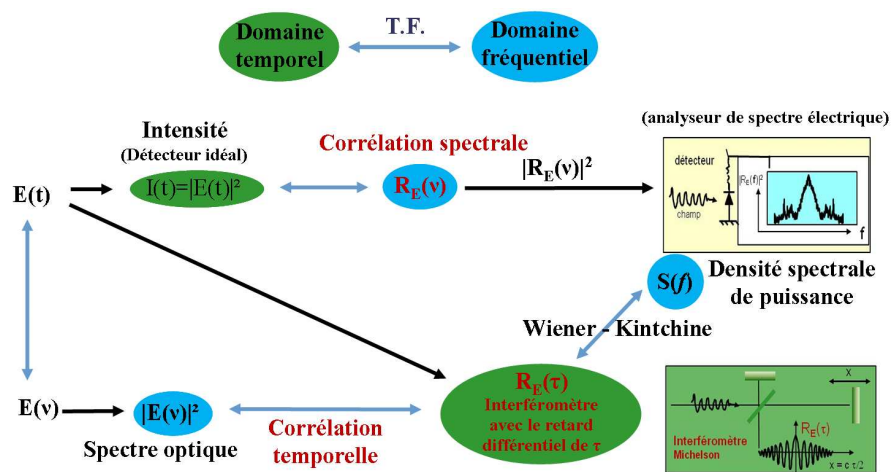 Domaine
temporel
T.F.
Domaine
fréquentiel
(analyseur de spectre électrique)
Intensité
(Détecteur idéal)
Corrélation spectrale
|R_E(ν)|²
E(t)
I(t)=|E(t)|²
R_E(ν)
détecteur
|R_E(f)|²
champ
f
S(f)
Densité spectrale
de puissance
Wiener - Kintchine
E(ν)
|E(ν)|²
Spectre optique
Corrélation
temporelle
R_E(τ)
Interféromètre
avec le retard
différentiel de τ
X
R_E(τ)
Interféromètre
Michelson
x = c τ/2